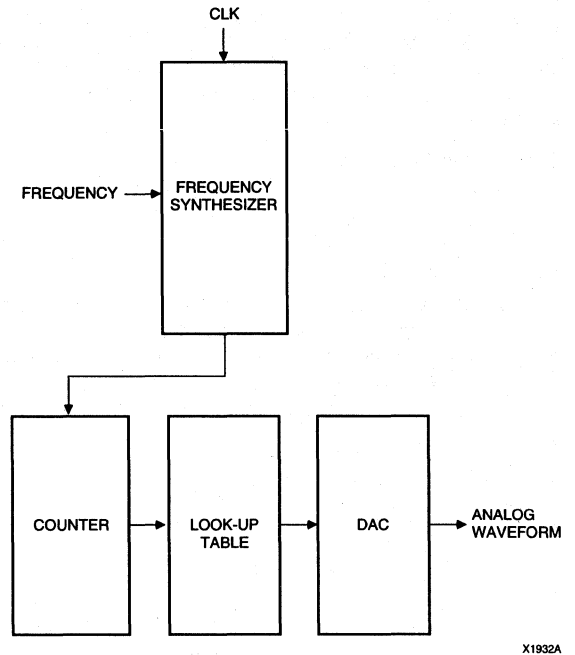 CLK
FREQUENCY
FREQUENCY
SYNTHESIZER
COUNTER
LOOK-UP
TABLE
DAC
ANALOG
WAVEFORM
X1932A